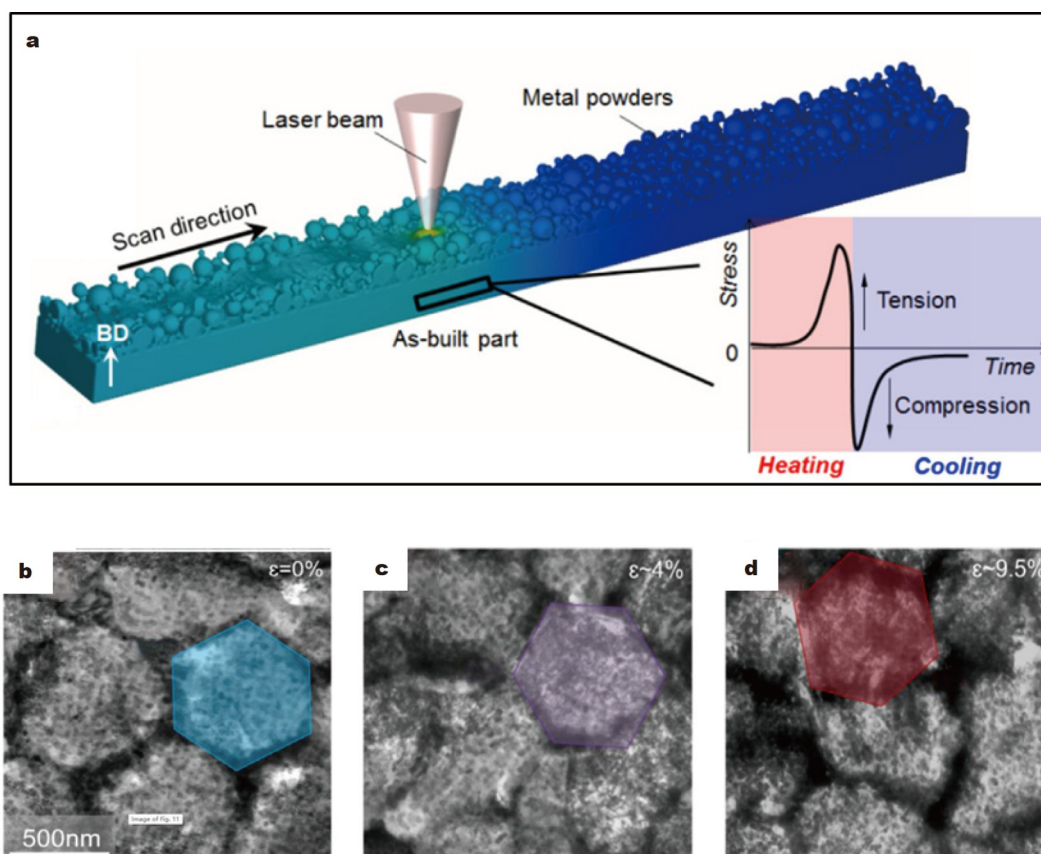 a
Laser beam
Metal powders
Scan direction
BD
As-built part
Stress
0
Tension
Time
Compression
Heating
Cooling
b
ε=0%
c
ε~4%
d
ε~9.5%
Image of Fig. 11
500nm